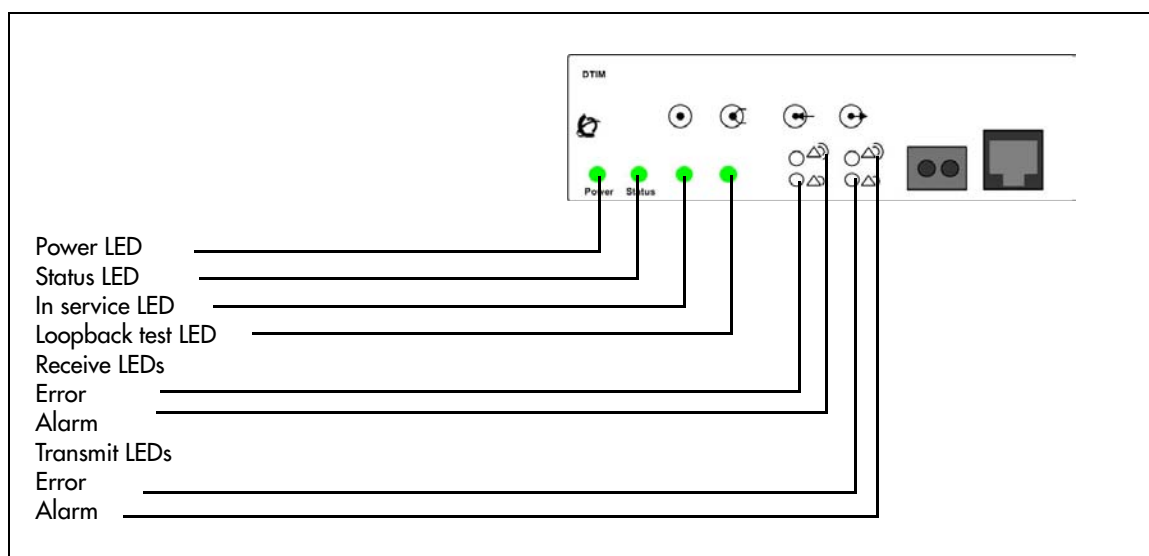 DTIM
Power Status
Power LED
Status LED
In service LED
Loopback test LED
Receive LEDs
Error
Alarm
Transmit LEDs
Error
Alarm